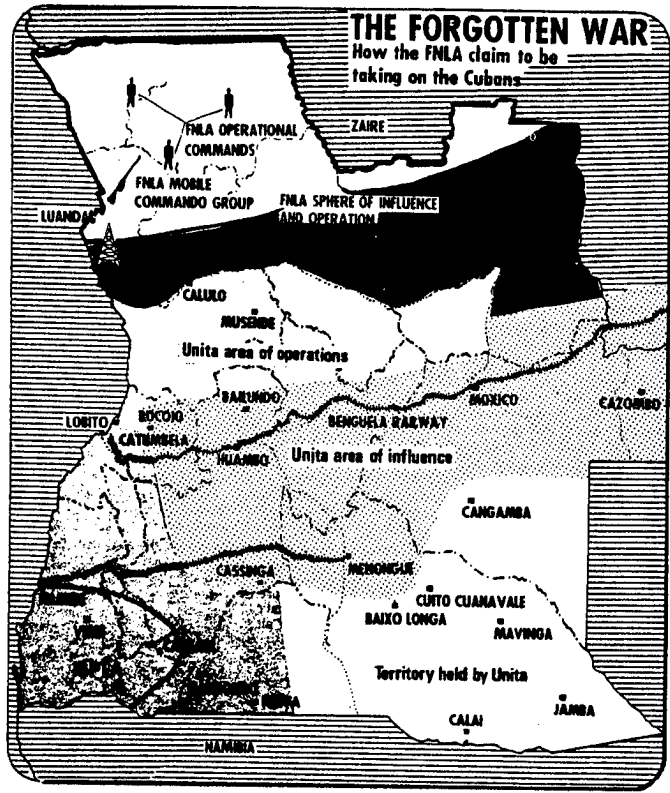 THE FORGOTTEN WAR
How the FNLA claim to be
taking on the Cubans
ZAIRE
FNLA OPERATIONAL
COMMANDS
FNLA MOBILE
COMMANDO GROUP
LUANDA
FNLA SPHERE OF INFLUENCE
AND OPERATION
CALULO
MUSENDE
Unita area of operations
BAILUNDO
MOXICO
CAZOMBO
LOBITO
BOCOIO
CATUMBELA
BENGUELA RAILWAY
HUAMBO
Unita area of influence
CANGAMBA
CASSINGA
MENONGUE
CUITO CUANAVALE
BAIXO LONGA
MAVINGA
Territory held by Unita
JAMBA
CALAI
NAMIBIA